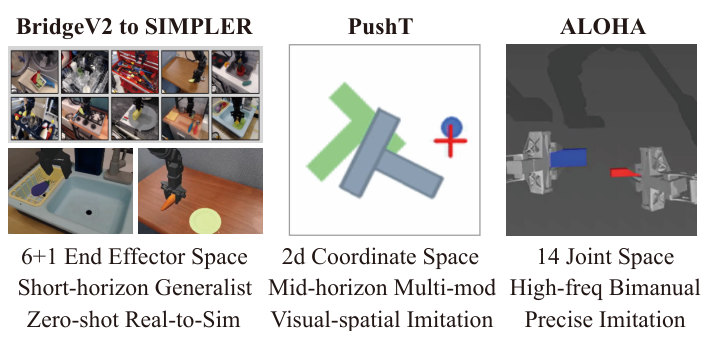 BridgeV2 to SIMPLER
PushT
ALOHA
6+1 End Effector Space
Short-horizon Generalist
Zero-shot Real-to-Sim
2d Coordinate Space
Mid-horizon Multi-mod
Visual-spatial Imitation
14 Joint Space
High-freq Bimanual
Precise Imitation